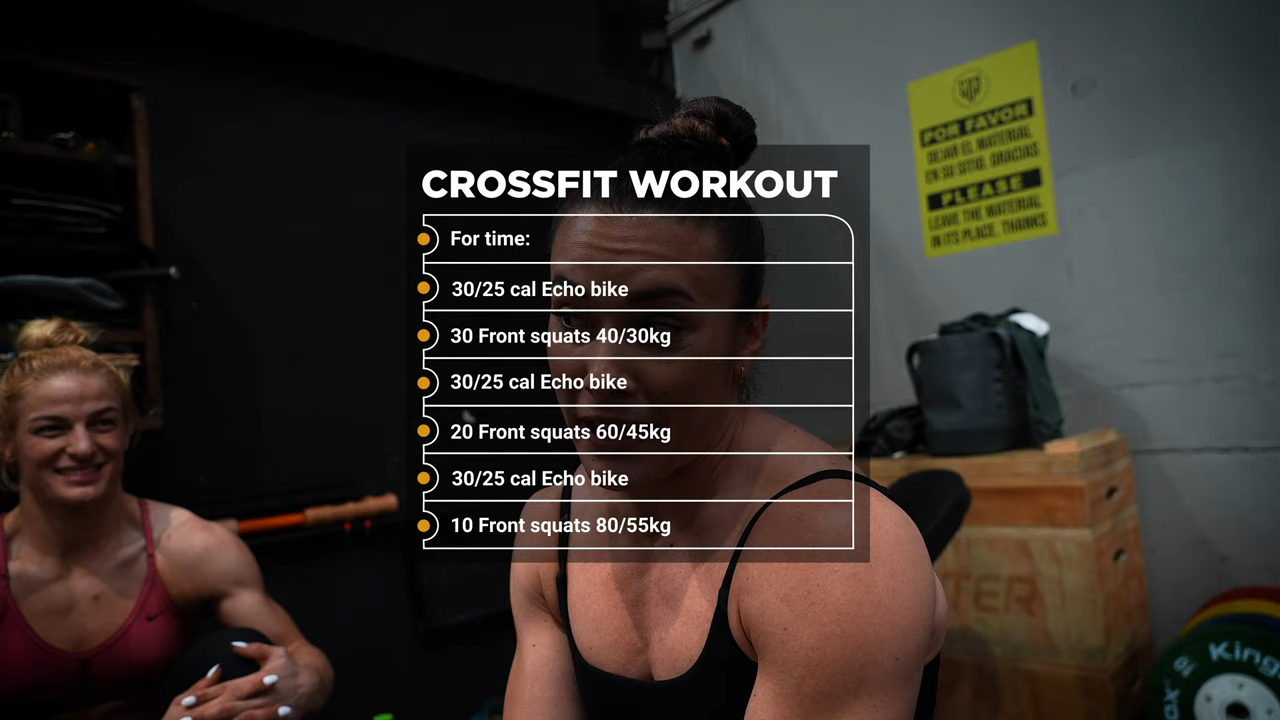 CROSSFIT WORKOUT
For time:
30/25 cal Echo bike
30 Front squats 40/30kg
30/25 cal Echo bike
20 Front squats 60/45kg
30/25 cal Echo bike
10 Front squats 80/55kg
POR FAVOR
DEJAR EL MATERIAL
EN SU SITIO. GRACIAS
PLEASE
LEAVE THE MATERIAL
IN ITS PLACE. THANKS
King